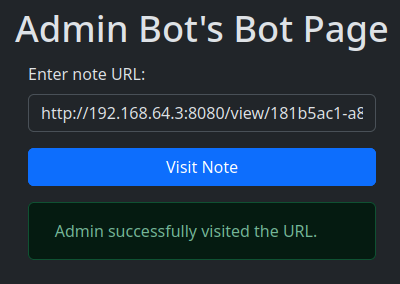 Admin Bot's Bot Page
Enter note URL:
http://192.168.64.3:8080/view/181b5ac1-a8
Visit Note
Admin successfully visited the URL.